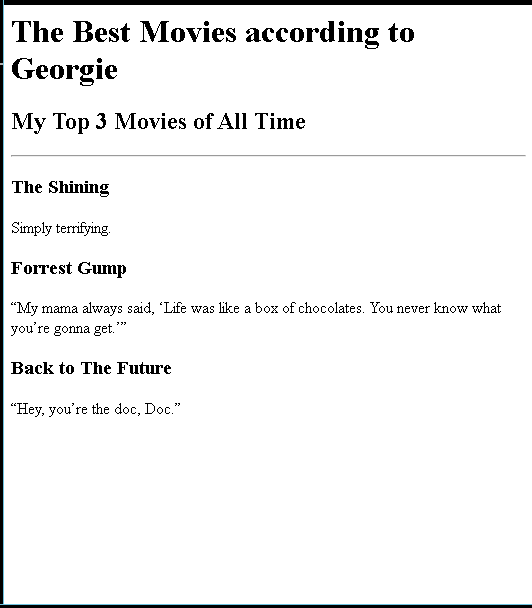 The Best Movies according to
Georgie
My Top 3 Movies of All Time
The Shining
Simply terrifying.
Forrest Gump
“My mama always said, ‘Life was like a box of chocolates. You never know what
you’re gonna get.’”
Back to The Future
“Hey, you’re the doc, Doc.”